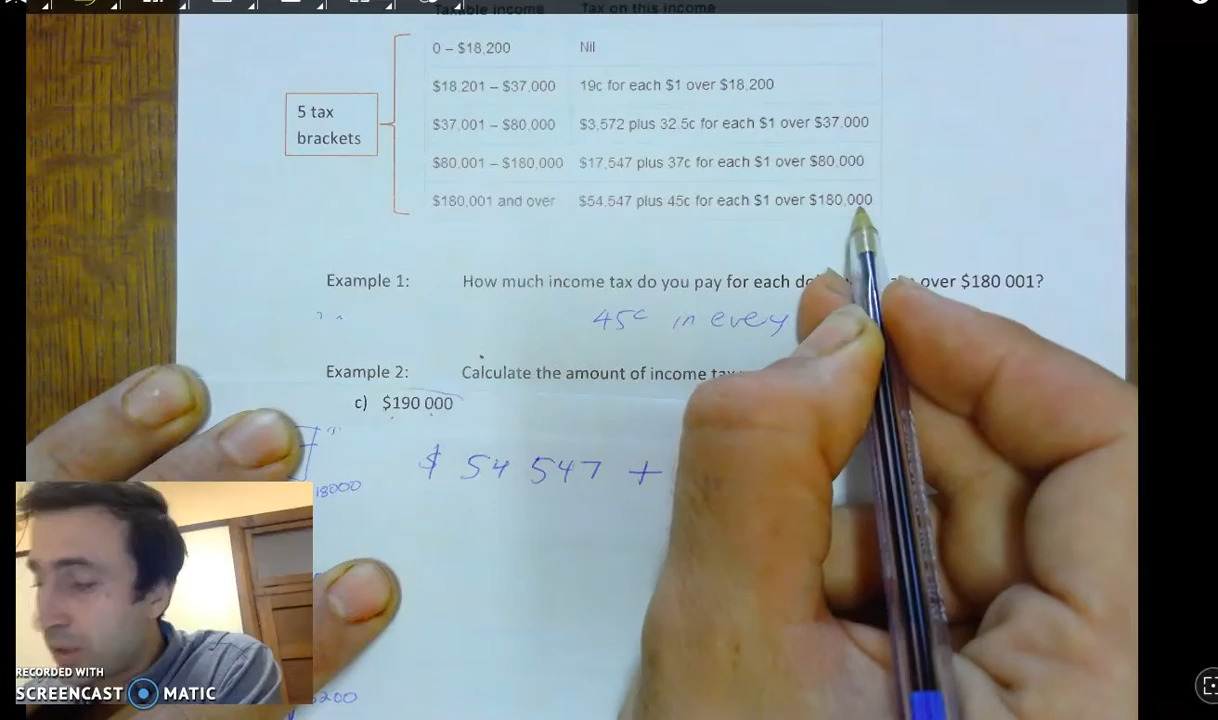 Taxable income Tax on this income
0 – $18,200 Nil
$18,201 – $37,000 19c for each $1 over $18,200
5 tax
brackets
$37,001 – $80,000 $3,572 plus 32.5c for each $1 over $37,000
$80,001 – $180,000 $17,547 plus 37c for each $1 over $80,000
$180,001 and over $54,547 plus 45c for each $1 over $180,000
Example 1: How much income tax do you pay for each over $180 001?
45c in every
Example 2: Calculate the amount of income
c) $190 000
$ 54 547 +
18000
RECORDED WITH
SCREENCAST MATIC